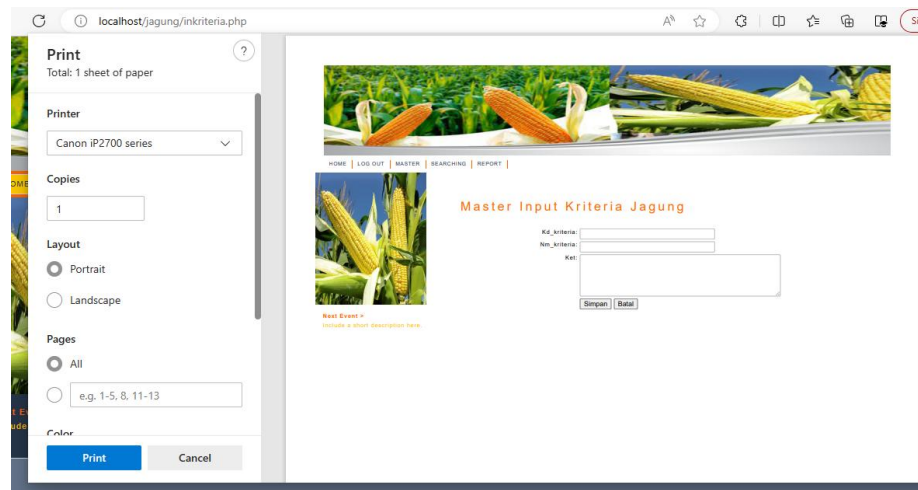 localhost/jagung/inkriteria.php
Print
?
Total: 1 sheet of paper
Printer
Canon iP2700 series
Copies
1
Layout
Portrait
Landscape
Pages
All
e.g. 1-5, 8, 11-13
Color
Print Cancel
HOME LOG OUT MASTER SEARCHING REPORT
Master Input Kriteria Jagung
Kd_kriteria:
Nm_kriteria:
Ket:
Simpan Batal
Next Event >
Include a short description here.